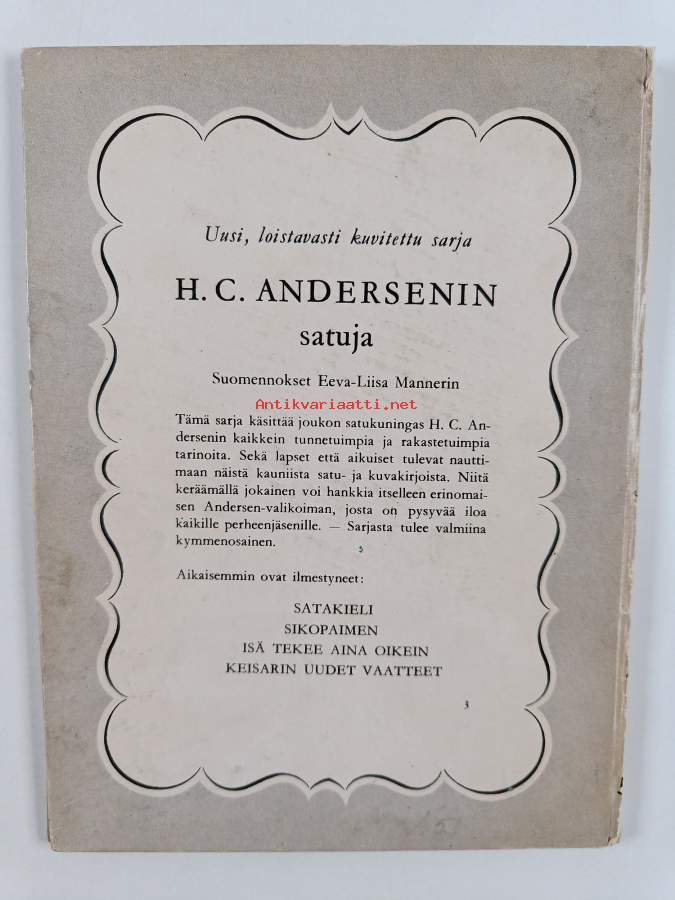 Uusi, loistavasti kuvitettu sarja
H. C. ANDERSENIN
satuja
Suomennokset Eeva-Liisa Mannerin
Antikvariaatti.net
Tämä sarja käsittää joukon satukuningas H. C. An-
dersenin kaikkein tunnetuimpia ja rakastetuimpia
tarinoita. Sekä lapset että aikuiset tulevat nautti-
maan näistä kauniista satu- ja kuvakirjoista. Niitä
keräämällä jokainen voi hankkia itselleen erinomai-
sen Andersen-valikoiman, josta on pysyvää iloa
kaikille perheenjäsenille. — Sarjasta tulee valmiina
kymmenosainen.
Aikaisemmin ovat ilmestyneet:
SATAKIELI
SIKOPAIMEN
ISÄ TEKEE AINA OIKEIN
KEISARIN UUDET VAATTEET
3